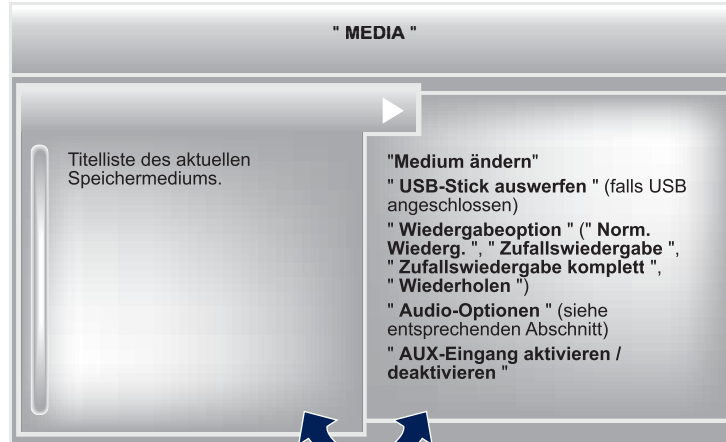 " MEDIA "
Titelliste des aktuellen
Speichermediums.
"Medium ändern"
" USB-Stick auswerfen " (falls USB
angeschlossen)
" Wiedergabeoption " (" Norm.
Wiederg. ", " Zufallswiedergabe ",
" Zufallswiedergabe komplett ",
" Wiederholen ")
" Audio-Optionen " (siehe
entsprechenden Abschnitt)
" AUX-Eingang aktivieren /
deaktivieren "